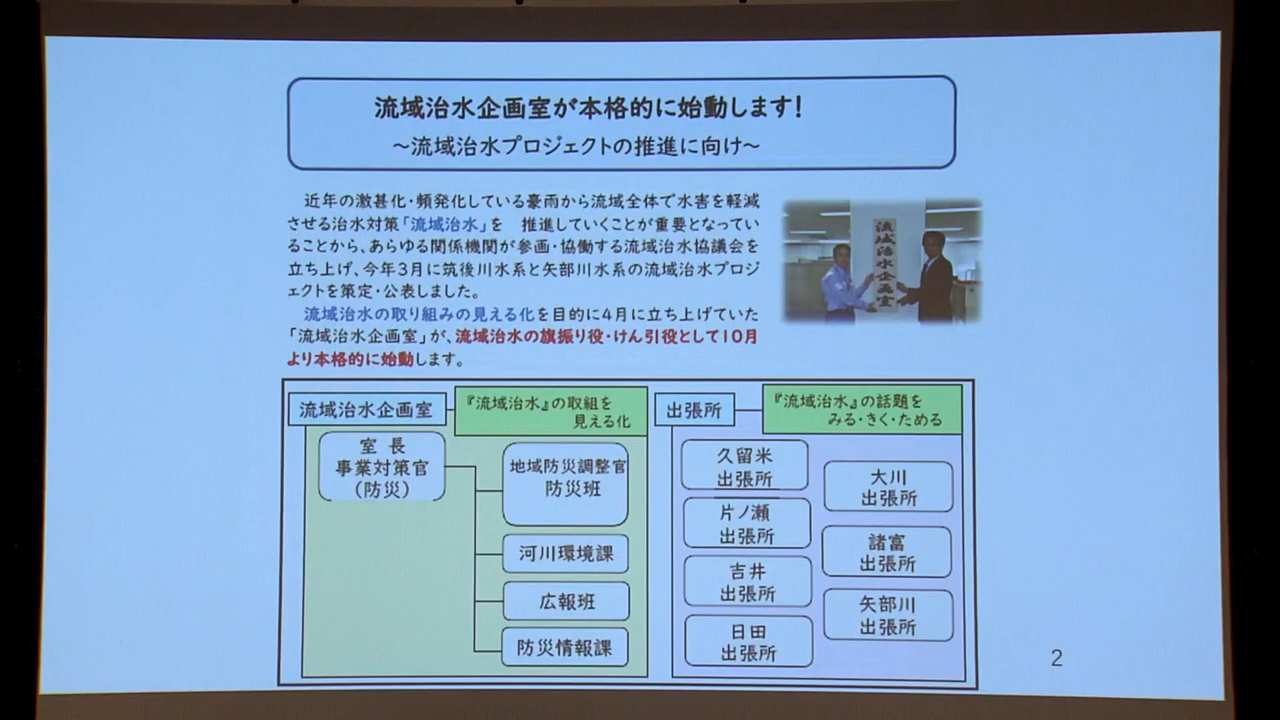 流域治水企画室が本格的に始動します!
~流域治水プロジェクトの推進に向け~
近年の激甚化・頻発化している豪雨から流域全体で水害を軽減
させる治水対策「流域治水」を 推進していくことが重要となってい
ることから、あらゆる関係機関が参画・協働する流域治水協議会を
立ち上げ、今年3月に筑後川水系と矢部川水系の流域治水プロジ
ェクトを策定・公表しました。
流域治水の取り組みの見える化を目的に4月に立ち上げていた
「流域治水企画室」が、流域治水の旗振り役・けん引役として10月
より本格的に始動します。
流域治水企画室
流域治水企画室
『流域治水』の取組を
見える化
室 長
事業対策官
(防災)
地域防災調整官
防災班
河川環境課
広報班
防災情報課
出張所
『流域治水』の話題を
みる・きく・ためる
久留米
出張所
片ノ瀬
出張所
吉井
出張所
日田
出張所
大川
出張所
諸富
出張所
矢部川
出張所
2